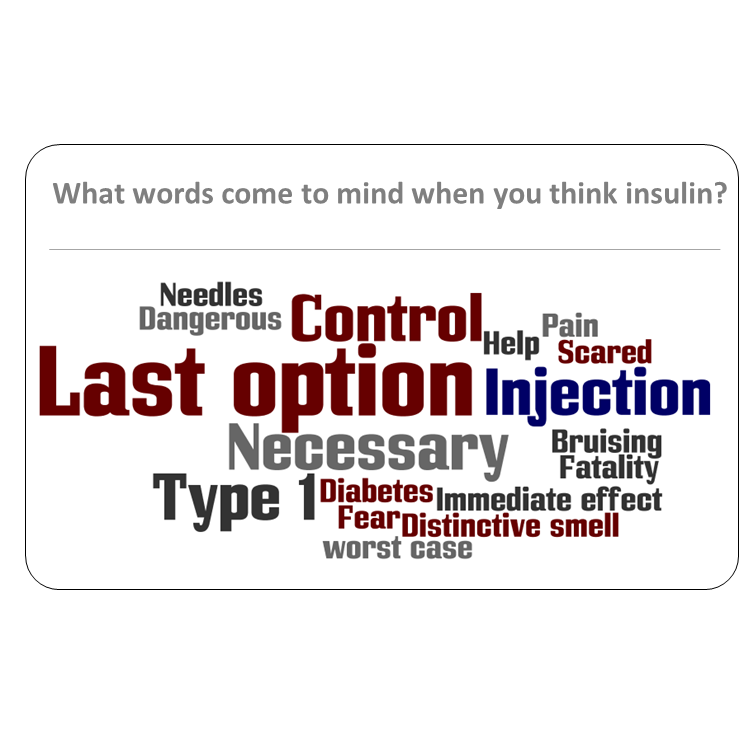 What words come to mind when you think insulin?
Needles
Dangerous
Control
Help
Pain
Scared
Last option
Injection
Necessary
Bruising
Fatality
Type 1
Diabetes
Immediate effect
Fear
Distinctive smell
worst case